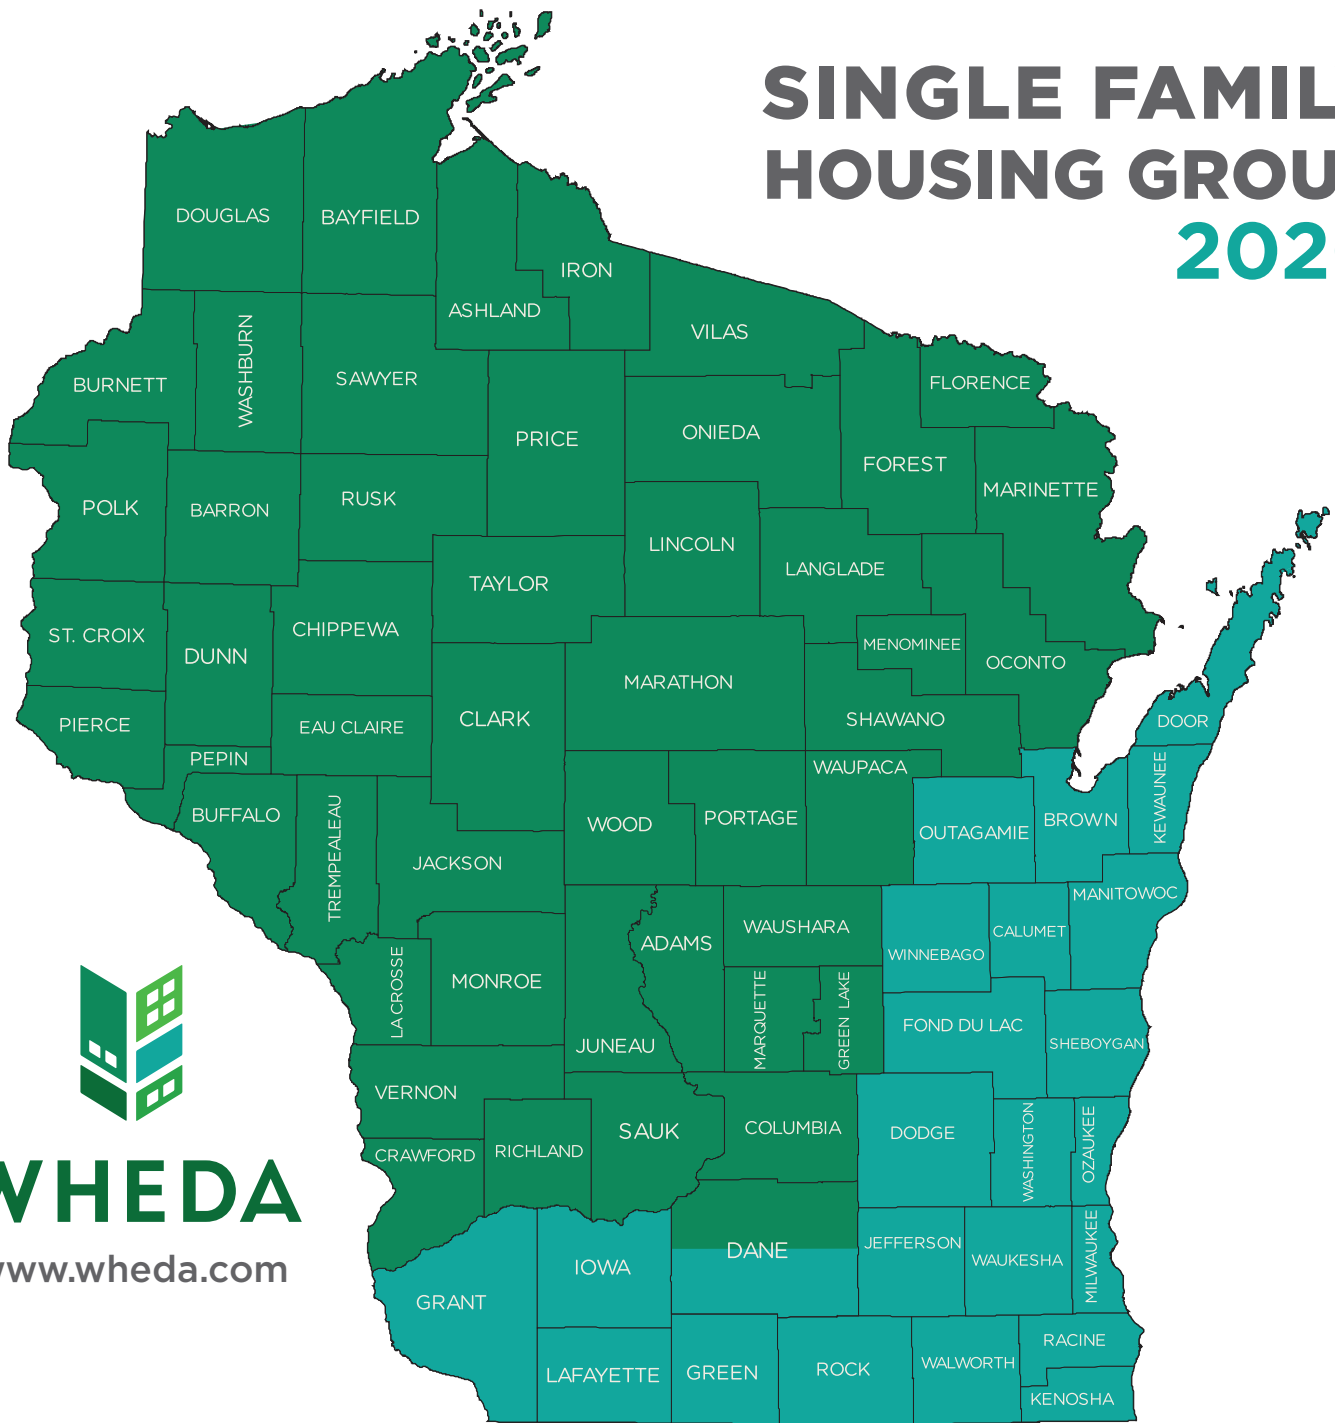 SINGLE FAMIL
HOUSING GROU
202
DOUGLAS
BAYFIELD
IRON
ASHLAND
VILAS
WASHBURN
BURNETT
SAWYER
FLORENCE
PRICE
ONIEDA
FOREST
MARINETTE
POLK
BARRON
RUSK
LINCOLN
LANGLADE
TAYLOR
ST. CROIX
DUNN
CHIPPEWA
MENOMINEE
OCONTO
MARATHON
PIERCE
EAU CLAIRE
CLARK
SHAWANO
DOOR
PEPIN
WAUPACA
BUFFALO
TREMPEALEAU
WOOD
PORTAGE
OUTAGAMIE
BROWN
KEWAUNEE
JACKSON
MANITOWOC
ADAMS
WAUSHARA
CALUMET
WINNEBAGO
LA CROSSE
MONROE
MARQUETTE
GREEN LAKE
FOND DU LAC
SHEBOYGAN
JUNEAU
VERNON
SAUK
COLUMBIA
DODGE
WASHINGTON
OZAUKEE
CRAWFORD
RICHLAND
WHEDA
www.wheda.com
DANE
JEFFERSON
WAUKESHA
MILWAUKEE
IOWA
GRANT
RACINE
LAFAYETTE
GREEN
ROCK
WALWORTH
KENOSHA